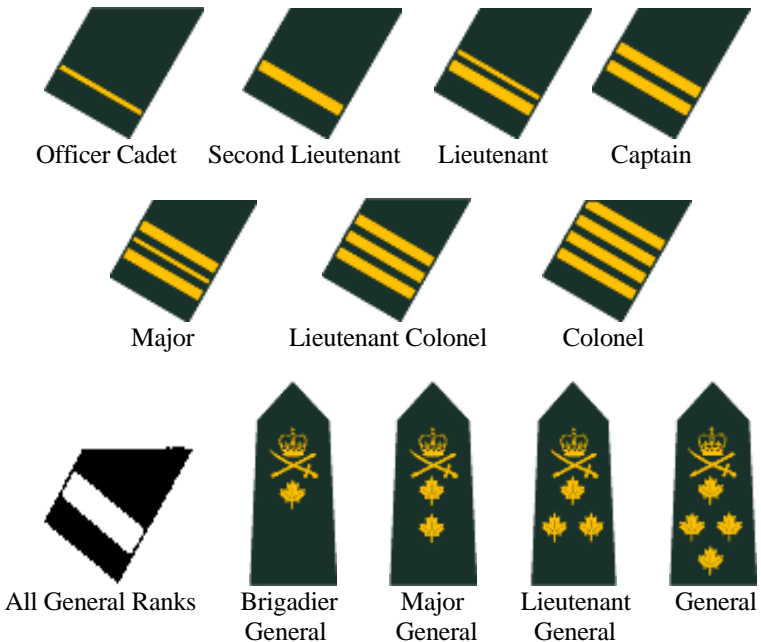 Officer Cadet Second Lieutenant Lieutenant Captain
Major Lieutenant Colonel Colonel
All General Ranks Brigadier Major Lieutenant General
General General General